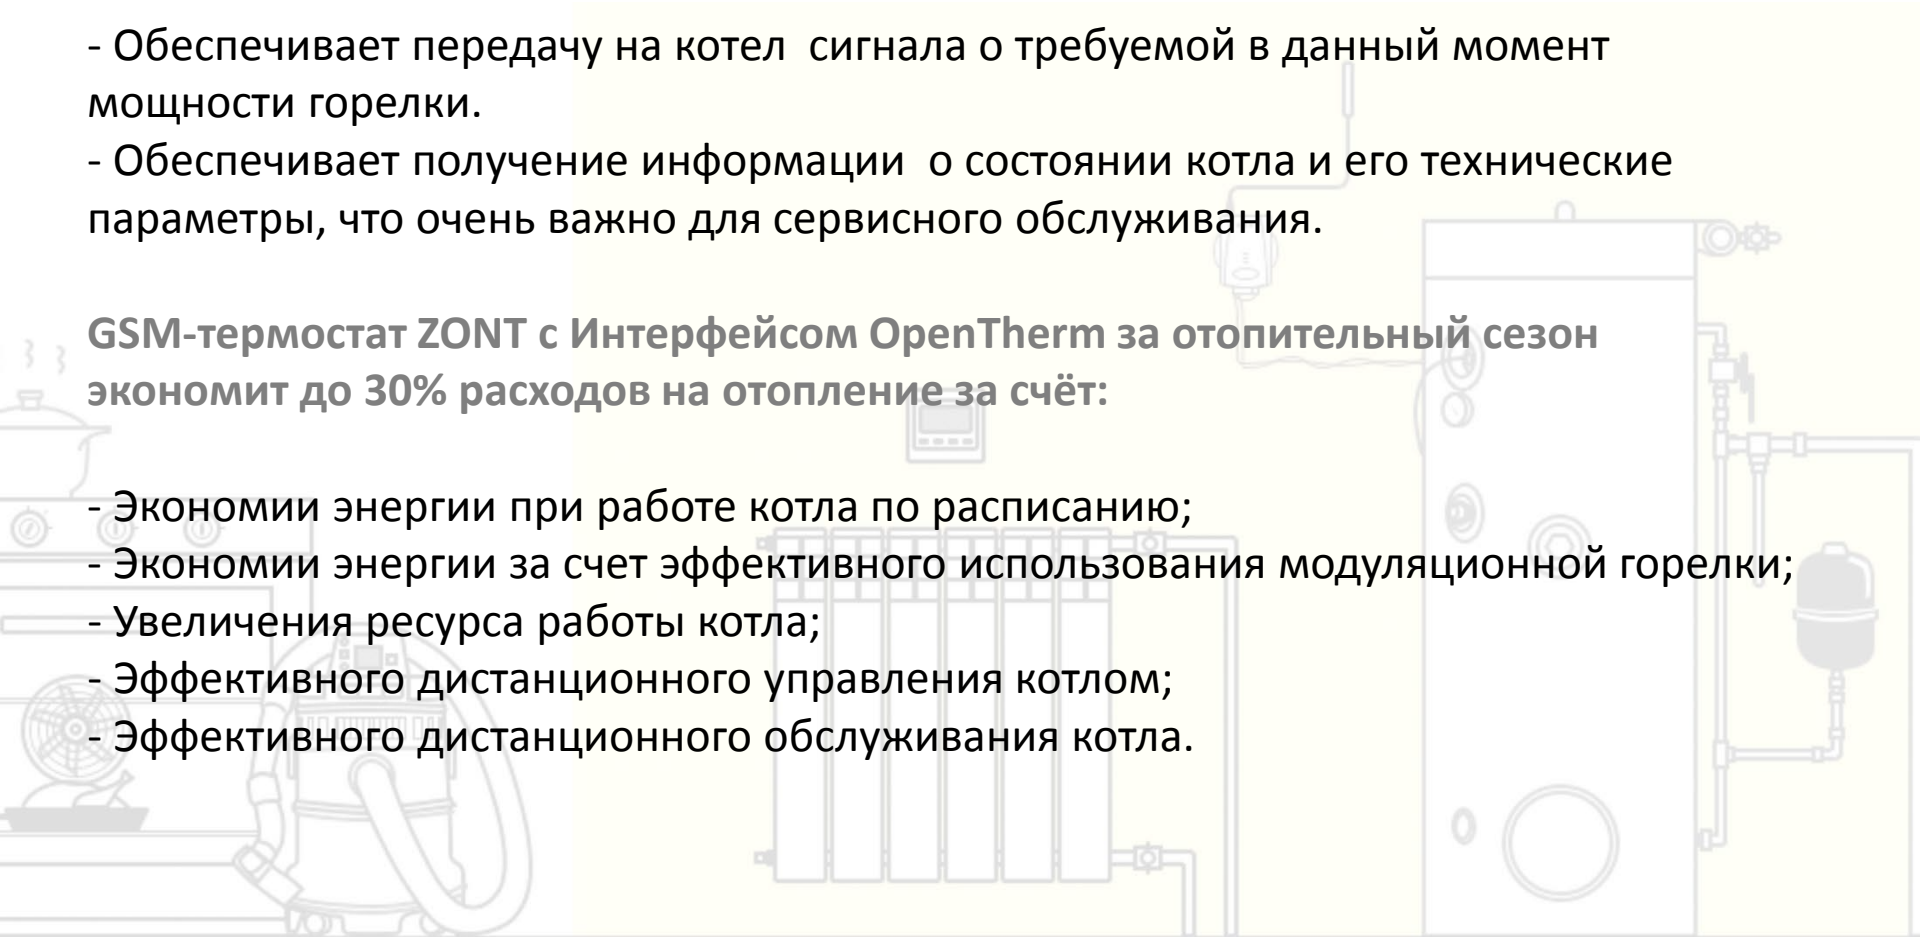 - Обеспечивает передачу на котел  сигнала о требуемой в данный момент
мощности горелки.
- Обеспечивает получение информации  о состоянии котла и его технические
параметры, что очень важно для сервисного обслуживания.
GSM-термостат ZONT с Интерфейсом OpenTherm за отопительный сезон
экономит до 30% расходов на отопление за счёт:
- Экономии энергии при работе котла по расписанию;
- Экономии энергии за счет эффективного использования модуляционной горелки;
- Увеличения ресурса работы котла;
- Эффективного дистанционного управления котлом;
- Эффективного дистанционного обслуживания котла.